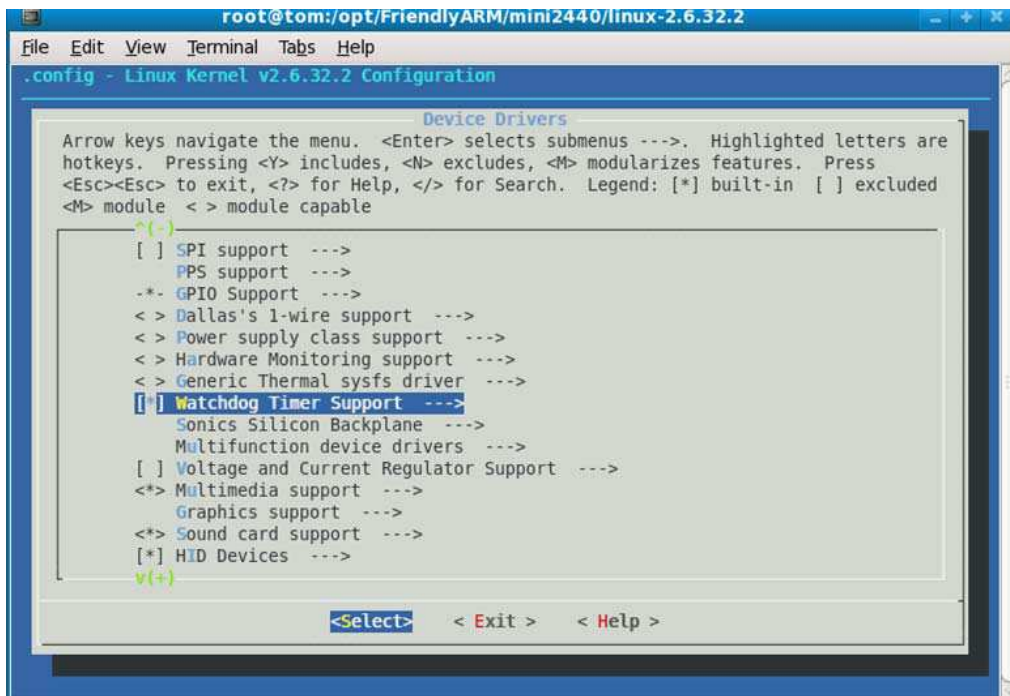 root@tom:/opt/FriendlyARM/mini2440/linux-2.6.32.2
File Edit View Terminal Tabs Help
.config - Linux Kernel v2.6.32.2 Configuration
Device Drivers
Arrow keys navigate the menu. <Enter> selects submenus --->. Highlighted letters are
hotkeys. Pressing <Y> includes, <N> excludes, <M> modularizes features. Press
<Esc><Esc> to exit, <?> for Help, </> for Search. Legend: [*] built-in [ ] excluded
<M> module < > module capable
^(-)
[ ] SPI support --->
PPS support --->
-*- GPIO Support --->
< > Dallas's 1-wire support --->
< > Power supply class support --->
< > Hardware Monitoring support --->
< > Generic Thermal sysfs driver --->
[*] Watchdog Timer Support --->
Sonics Silicon Backplane --->
Multifunction device drivers --->
[ ] Voltage and Current Regulator Support --->
<*> Multimedia support --->
Graphics support --->
<*> Sound card support --->
[*] HID Devices --->
v(+)
<Select> < Exit > < Help >